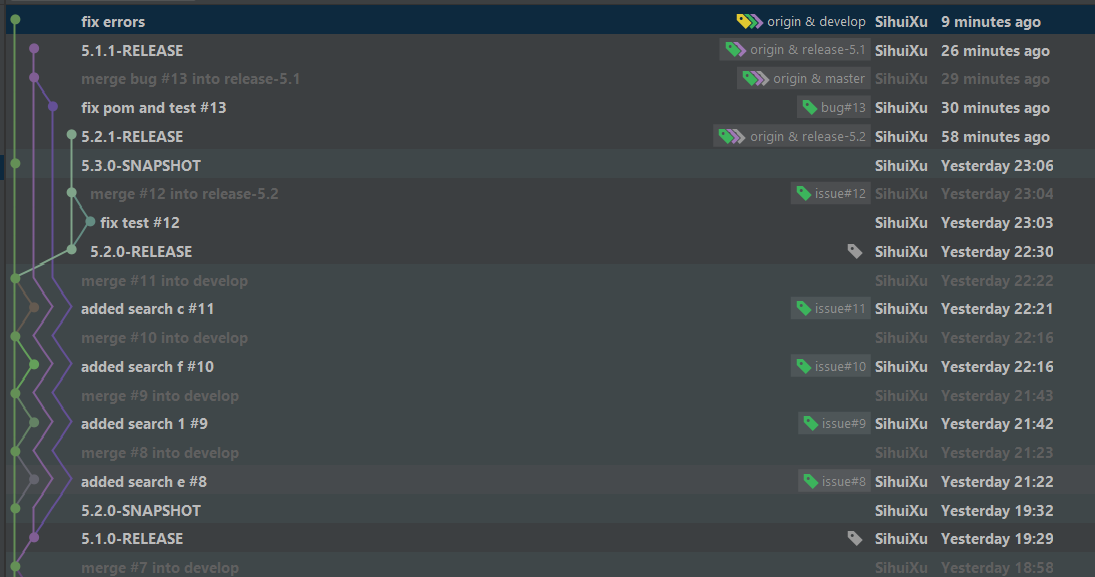 fix errors origin & develop SihuiXu 9 minutes ago
5.1.1-RELEASE origin & release-5.1 SihuiXu 26 minutes ago
merge bug #13 into release-5.1 origin & master SihuiXu 29 minutes ago
fix pom and test #13 bug#13 SihuiXu 30 minutes ago
5.2.1-RELEASE origin & release-5.2 SihuiXu 58 minutes ago
5.3.0-SNAPSHOT SihuiXu Yesterday 23:06
merge #12 into release-5.2 issue#12 SihuiXu Yesterday 23:04
fix test #12 SihuiXu Yesterday 23:03
5.2.0-RELEASE SihuiXu Yesterday 22:30
merge #11 into develop SihuiXu Yesterday 22:22
added search c #11 issue#11 SihuiXu Yesterday 22:21
merge #10 into develop SihuiXu Yesterday 22:16
added search f #10 issue#10 SihuiXu Yesterday 22:16
merge #9 into develop SihuiXu Yesterday 21:43
added search 1 #9 issue#9 SihuiXu Yesterday 21:42
merge #8 into develop SihuiXu Yesterday 21:23
added search e #8 issue#8 SihuiXu Yesterday 21:22
5.2.0-SNAPSHOT SihuiXu Yesterday 19:32
5.1.0-RELEASE SihuiXu Yesterday 19:29
merge #7 into develop SihuiXu Yesterday 18:58